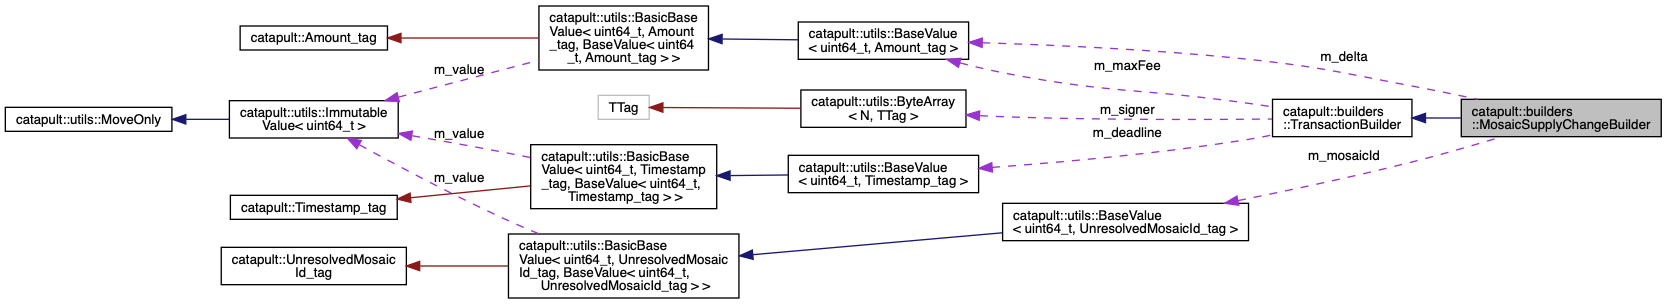 catapult::Amount_tag
catapult::utils::BasicBase
Value< uint64_t, Amount
_tag, BaseValue< uint64
_t, Amount_tag > >
catapult::utils::BaseValue
< uint64_t, Amount_tag >
m_delta
m_value
m_maxFee
catapult::utils::MoveOnly
catapult::utils::Immutable
Value< uint64_t >
TTag
catapult::utils::ByteArray
< N, TTag >
m_signer
catapult::builders
::TransactionBuilder
catapult::builders
::MosaicSupplyChangeBuilder
m_value
m_deadline
catapult::utils::BasicBase
Value< uint64_t, Timestamp
_tag, BaseValue< uint64_t,
Timestamp_tag > >
catapult::utils::BaseValue
< uint64_t, Timestamp_tag >
m_mosaicId
m_value
catapult::Timestamp_tag
catapult::utils::BaseValue
< uint64_t, UnresolvedMosaicId_tag >
catapult::UnresolvedMosaic
Id_tag
catapult::utils::BasicBase
Value< uint64_t, UnresolvedMosaic
Id_tag, BaseValue< uint64_t,
UnresolvedMosaicId_tag > >